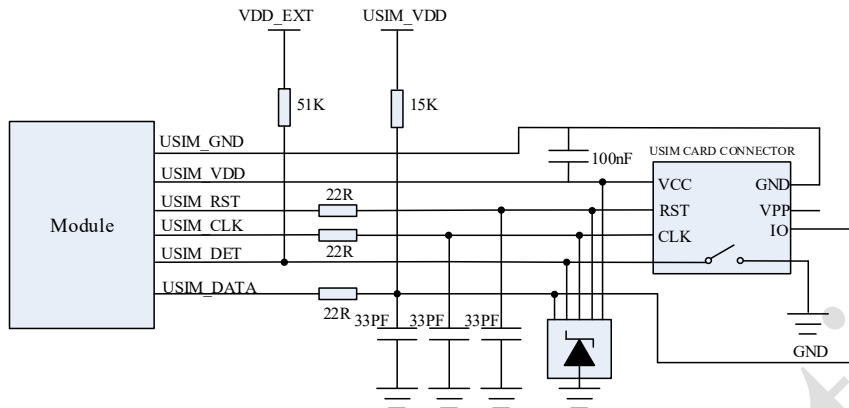 VDD_EXT USIM_VDD
51K 15K
USIM_GND
USIM CARD CONNECTOR
100nF
USIM_VDD
VCC GND
22R
USIM_RST
RST VPP
Module
USIM_CLK
CLK IO
22R
USIM_DET
USIM_DATA
22R
33PF 33PF 33PF
GND